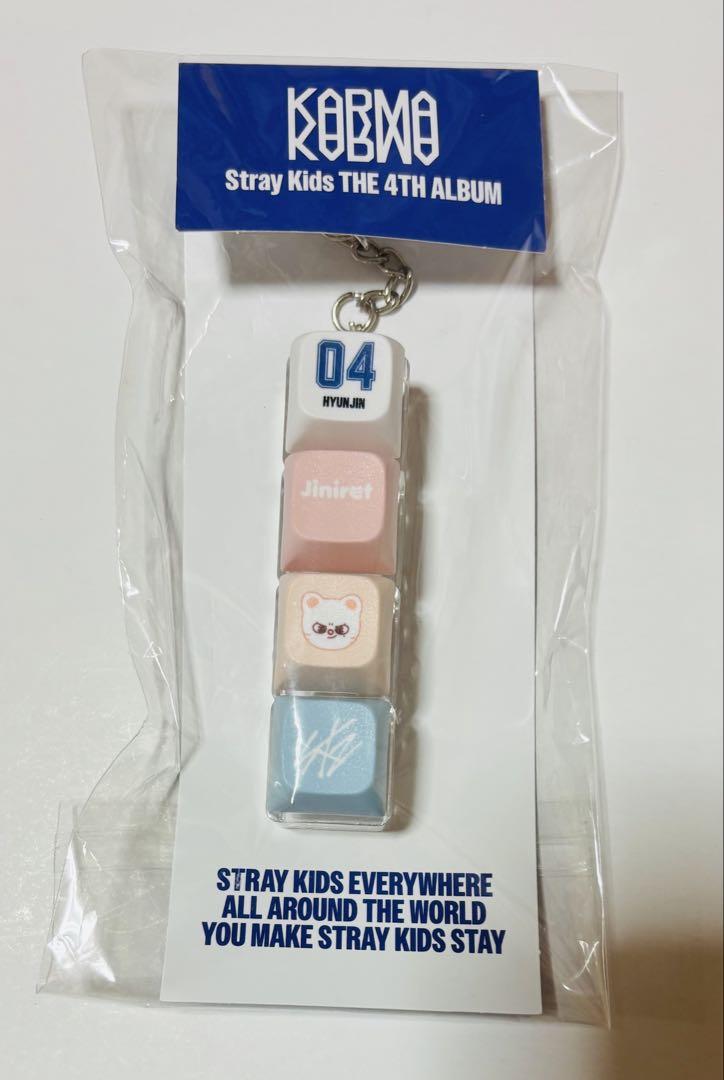 KARMA
Stray Kids THE 4TH ALBUM
04
HYUNJIN
Jiniret
SKZ
STRAY KIDS EVERYWHERE
ALL AROUND THE WORLD
YOU MAKE STRAY KIDS STAY